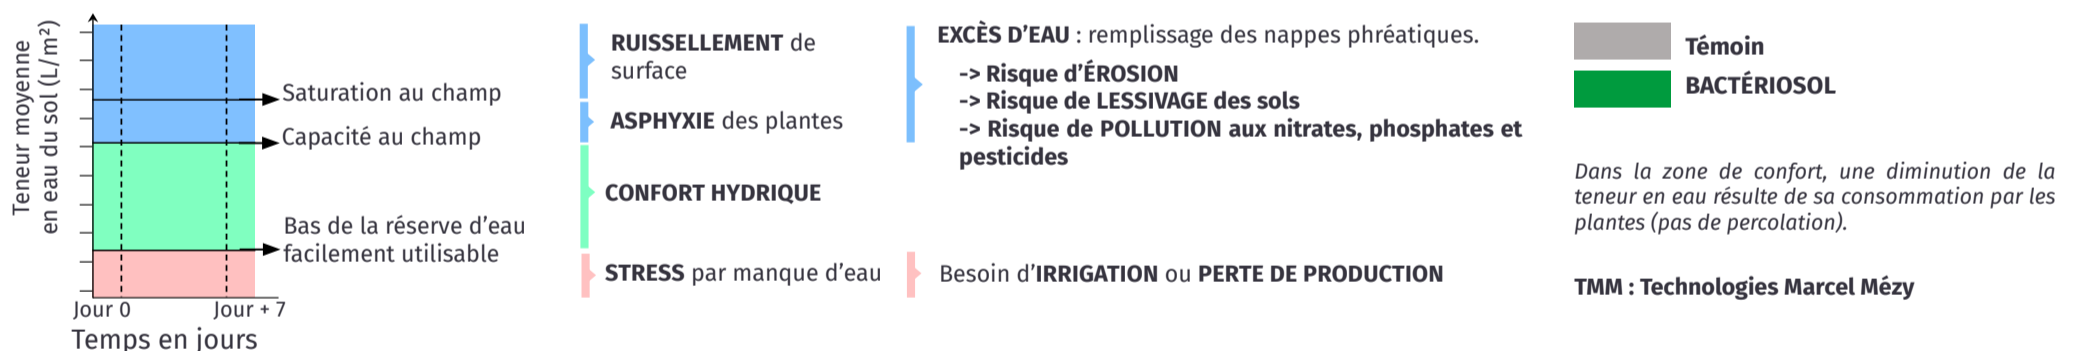 Teneur moyenne
en eau du sol (L/m²)
Saturation au champ
Capacité au champ
Bas de la réserve d'eau
facilement utilisable
Jour 0
Jour + 7
Temps en jours
RUISSELLEMENT de
surface
ASPHYXIE des plantes
CONFORT HYDRIQUE
STRESS par manque d'eau
EXCÈS D'EAU : remplissage des nappes phréatiques.
-> Risque d'ÉROSION
-> Risque de LESSIVAGE des sols
-> Risque de POLLUTION aux nitrates, phosphates et
pesticides
Besoin d'IRRIGATION ou PERTE DE PRODUCTION
Témoin
BACTÉRIOSOL
Dans la zone de confort, une diminution de la
teneur en eau résulte de sa consommation par les
plantes (pas de percolation).
TMM : Technologies Marcel Mézy